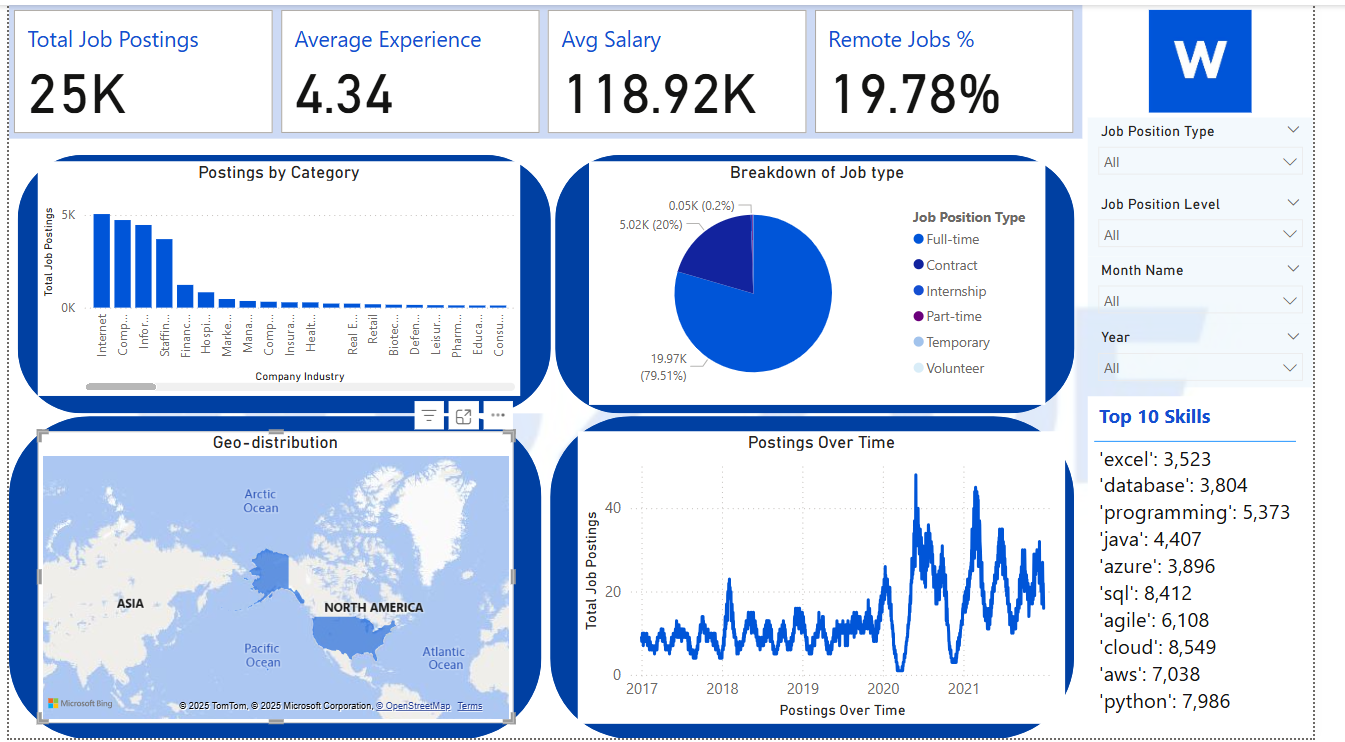 Total Job Postings
25K
Average Experience
4.34
Avg Salary
118.92K
Remote Jobs %
19.78%
W
Job Position Type
All
Job Position Level
All
Month Name
All
Year
All
Postings by Category
Total Job Postings
5K
0K
Internet
Comp...
Infor...
Staffin...
Financ...
Hospi...
Marke...
Mana...
Comp...
Insura...
Healt...
Real E...
Retail
Biotec...
Defen...
Leisur...
Pharm...
Educa...
Consu...
Company Industry
Breakdown of Job type
0.05K (0.2%)
5.02K (20%)
19.97K
(79.51%)
Job Position Type
Full-time
Contract
Internship
Part-time
Temporary
Volunteer
Geo-distribution
Arctic
Ocean
ASIA
NORTH AMERICA
Pacific
Ocean
Atlantic
Ocean
Microsoft Bing
© 2025 TomTom, © 2025 Microsoft Corporation, © OpenStreetMap Terms
Postings Over Time
Total Job Postings
40
20
0
2017 2018 2019 2020 2021
Postings Over Time
Top 10 Skills
'excel': 3,523
'database': 3,804
'programming': 5,373
'java': 4,407
'azure': 3,896
'sql': 8,412
'agile': 6,108
'cloud': 8,549
'aws': 7,038
'python': 7,986